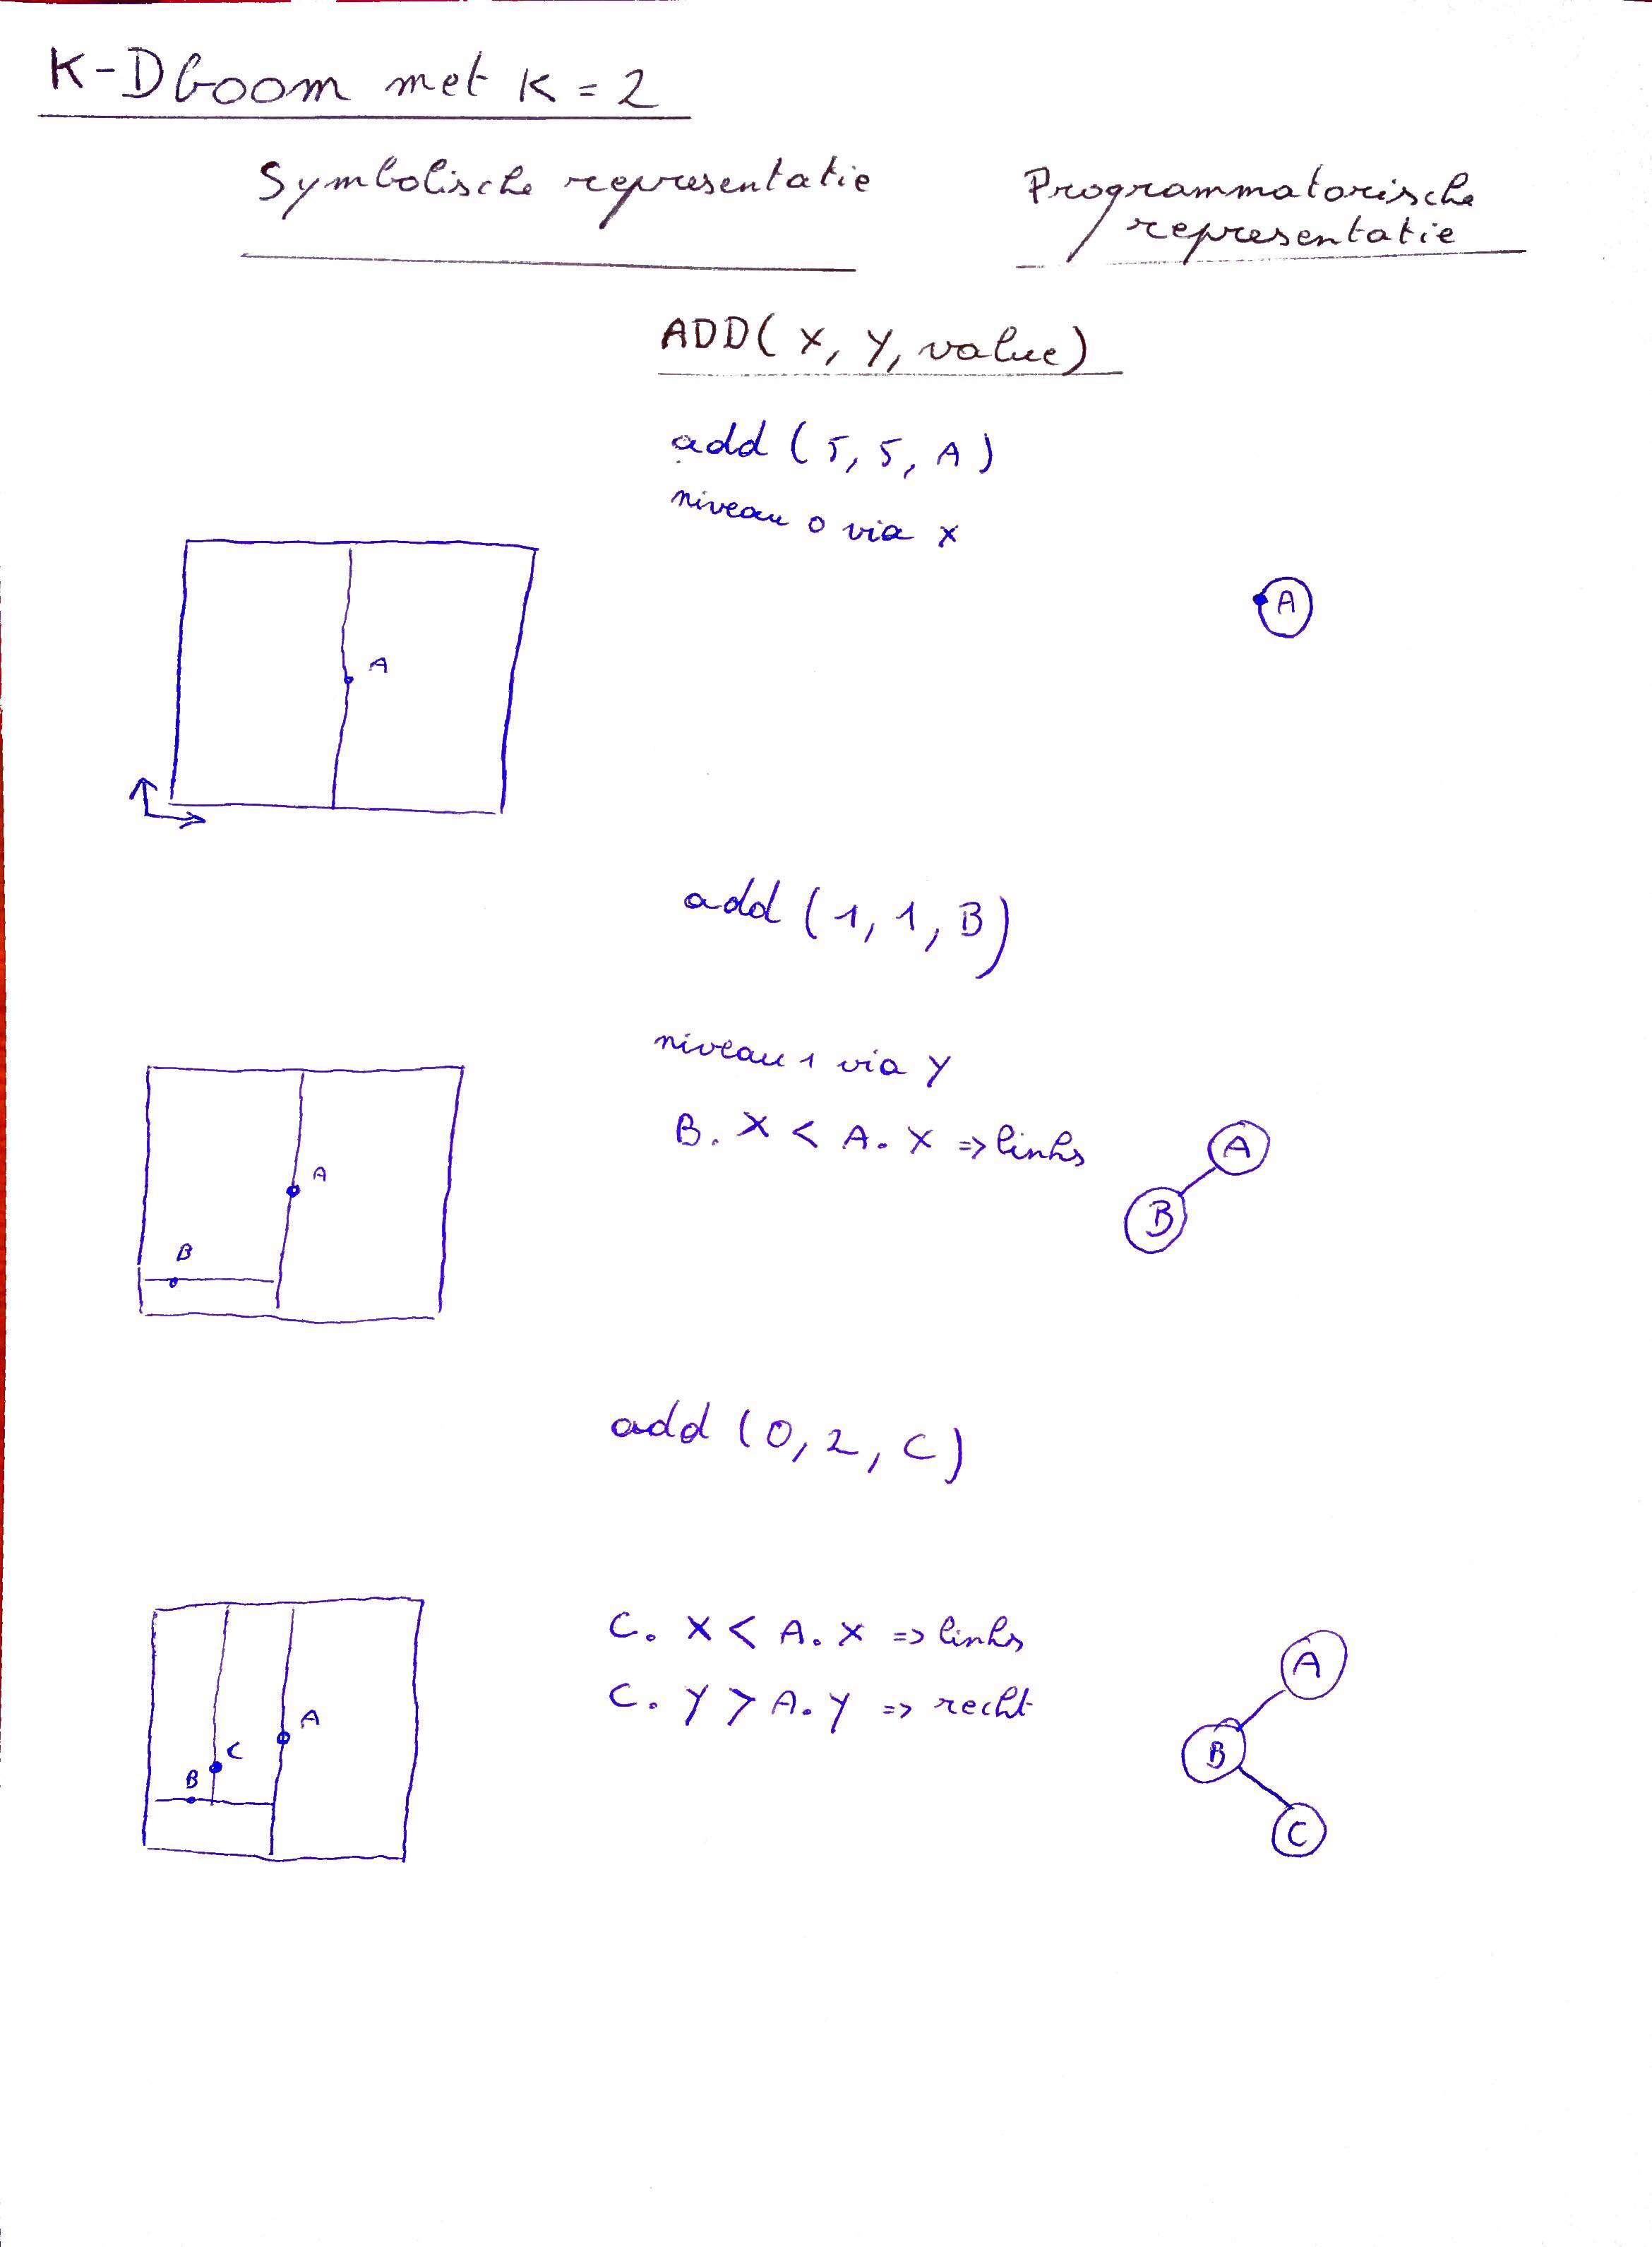 K-Dboom met K = 2
Symbolische representatie
Programmatorische
representatie
ADD( X, Y, value)
add (5, 5, A)
niveau 0 via x
A
A
add (1, 1, B)
niveau 1 via Y
B. X < A. X => links
A
B
A
B
add (0, 2, C)
C. X < A. X => links
C. Y > A. Y => recht
A
C
B
A
B
C